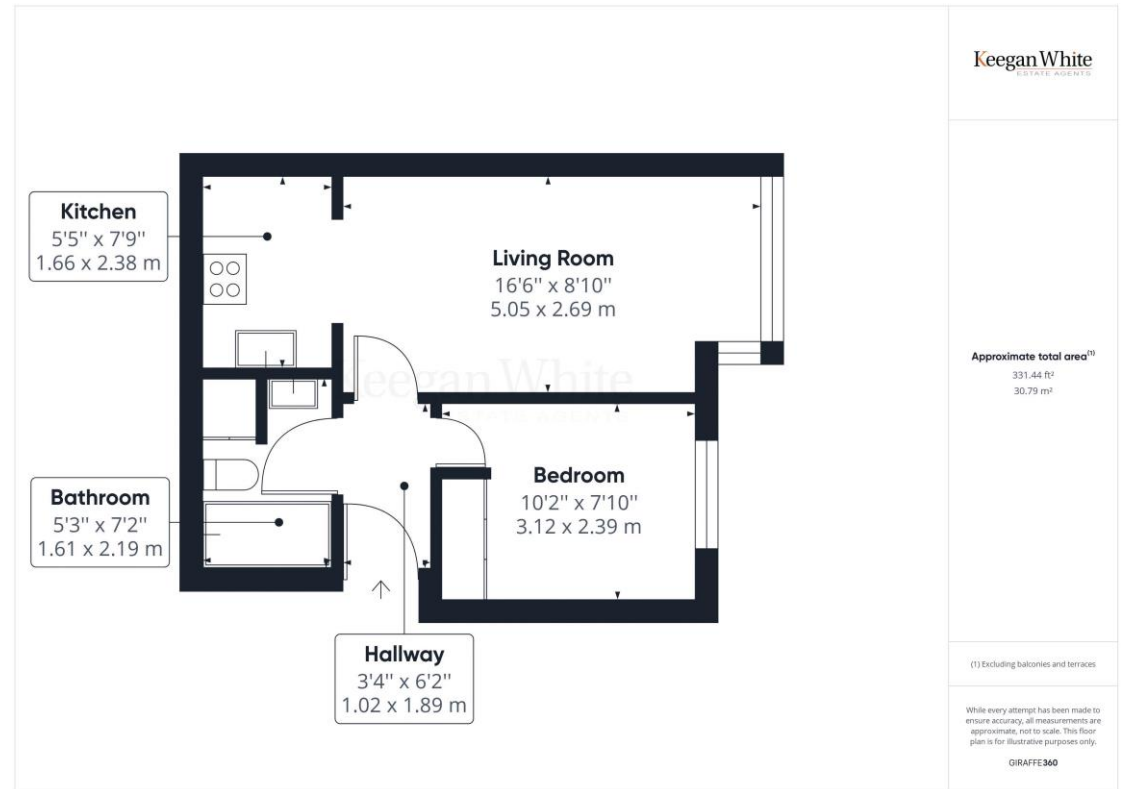 Keegan White
ESTATE AGENTS
Kitchen
5'5" x 7'9"
1.66 x 2.38 m
Living Room
16'6" x 8'10"
5.05 x 2.69 m
Keegan White
ESTATE AGENTS
Bedroom
10'2" x 7'10"
3.12 x 2.39 m
Bathroom
5'3" x 7'2"
1.61 x 2.19 m
Hallway
3'4" x 6'2"
1.02 x 1.89 m
Approximate total area(1)
331.44 ft²
30.79 m²
(1) Excluding balconies and terraces
While every attempt has been made to
ensure accuracy, all measurements are
approximate, not to scale. This floor
plan is for illustrative purposes only.
GIRAFFE360